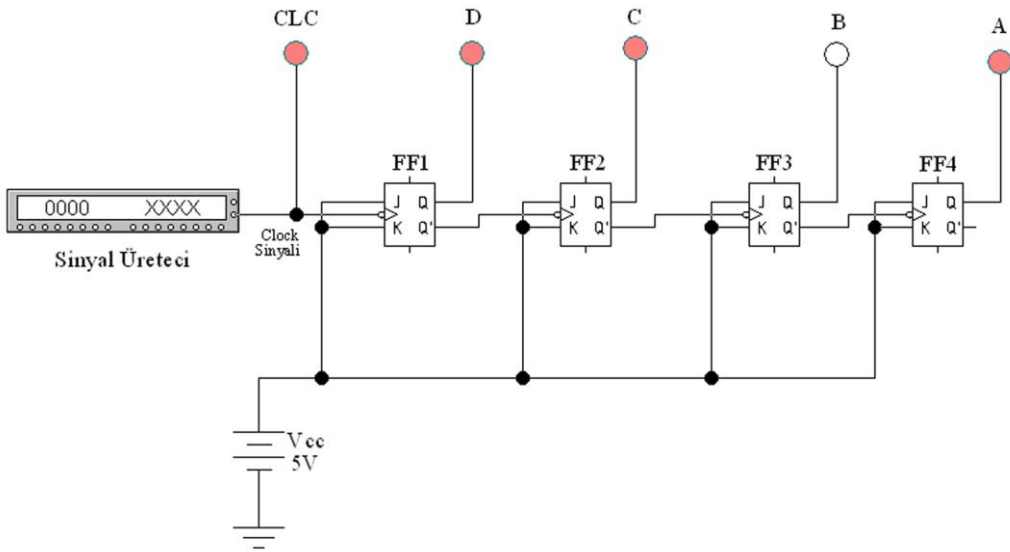 CLC D C B A
FF1 FF2 FF3 FF4
J Q J Q J Q J Q
K Q' K Q' K Q' K Q'
0000 XXXX
Clock
Sinyali
Sinyal Üreteci
Vcc
5V